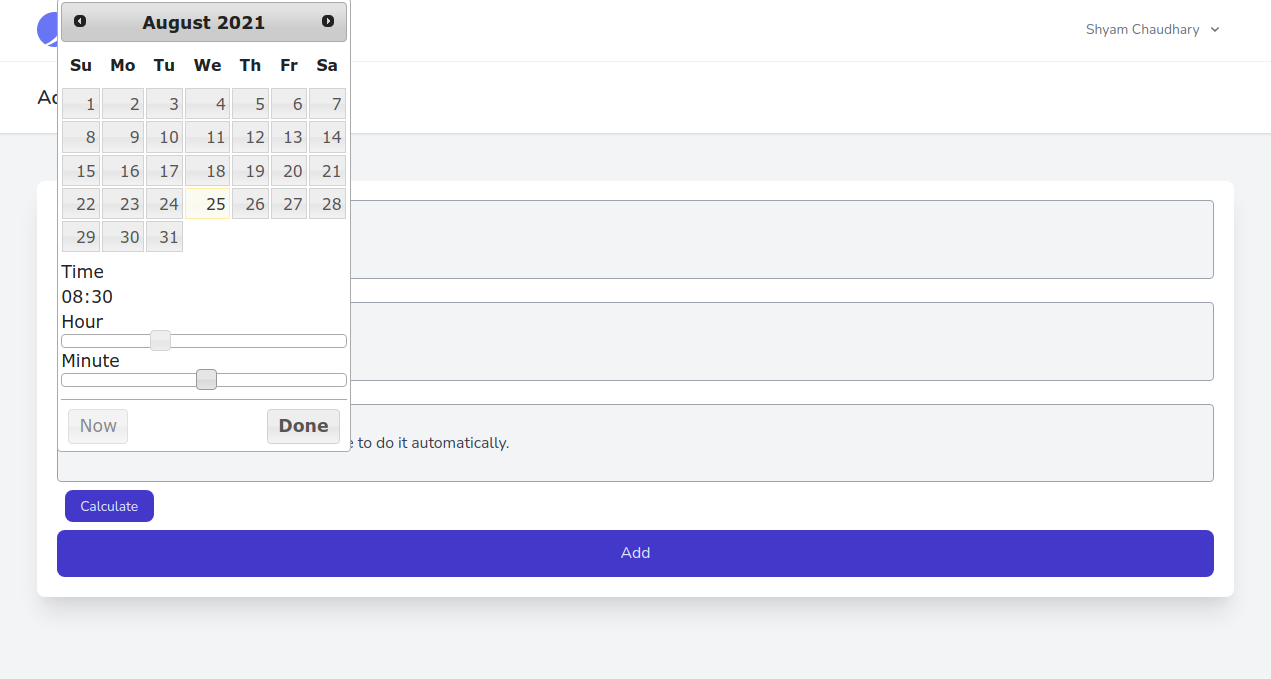 August 2021
Shyam Chaudhary
Su Mo Tu We Th Fr Sa
1 2 3 4 5 6 7
8 9 10 11 12 13 14
15 16 17 18 19 20 21
22 23 24 25 26 27 28
29 30 31
Time
08:30
Hour
Minute
Now Done
to do it automatically.
Calculate
Add